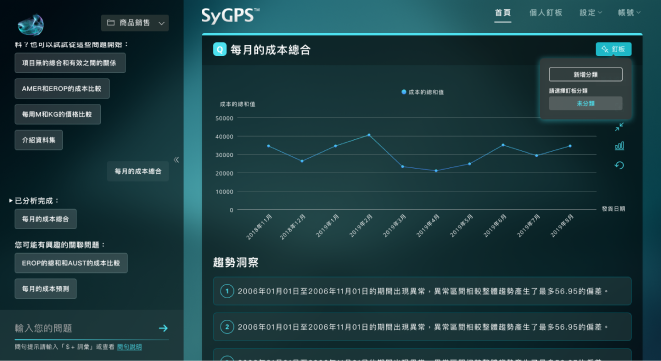 商品銷售
料？也可以試試從這些問題開始：
項目無的總合和有效之間的關係
AMER和EROP的成本比較
每周M和KG的價格比較
介紹資料集
每月的成本總合
▶已分析完成：
每月的成本綜合
您可能有興趣的關聯問題：
EROP的總和和AUST的成本比較
每月的成本預測
輸入您的問題
問句提示請輸入「$ + 詞彙」或查看 問句說明
SyGPS™
首頁
個人釘板
設定
帳號
Q 每月的成本總合
釘板
新增分類
請選擇釘板分類
未分類
成本的總和值
成本的總和值
50000
40000
30000
20000
10000
0
發貨日期
2018年11月
2018年12月
2019年1月
2019年2月
2019年3月
2019年4月
2019年5月
2019年6月
2019年7月
2019年8月
趨勢洞察
1 2006年01月01日至2006年11月01日的期間出現異常，異常區間相較整體趨勢產生了最多56.95的偏差。
2 2006年01月01日至2006年11月01日的期間出現異常，異常區間相較整體趨勢產生了最多56.95的偏差。